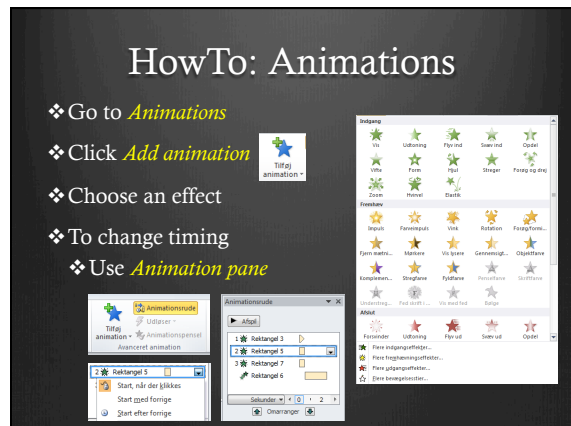 HowTo: Animations
Go to Animations
Click Add animation
Tilføj
animation
Choose an effect
To change timing
Use Animation pane
Indgang
Vis Udtoning Flyv ind Svæv ind Opdel
Vifte Form Hjul Streger Forøg og drej
Zoom Hvirvel Elastik
Fremhæv
Impuls Farveimpuls Vink Rotation Forøg/formi...
Fjern mætni... Mørkere Vis lysere Gennemsigt... Objektfarve
Komplemen... Stregfarve Fyldfarve Penselfarve Skriftfarve
Understreg... Fed skrift i ... Vis med fed Bølge
Afslut
Forsvinder Udtoning Flyv ud Svæv ud Opdel
Flere indgangseffekter...
Flere fremhævningseffekter...
Flere udgangseffekter...
Flere bevægelsesstier...
Tilføj
animation
Animationsrude
Udløser
Animationspensel
Avanceret animation
2 Rektangel 5
Start, når der klikkes
Start med forrige
Start efter forrige
Animationsrude
Afspil
1 Rektangel 3
2 Rektangel 5
3 Rektangel 7
Rektangel 6
Sekunder 0 2
Omarranger